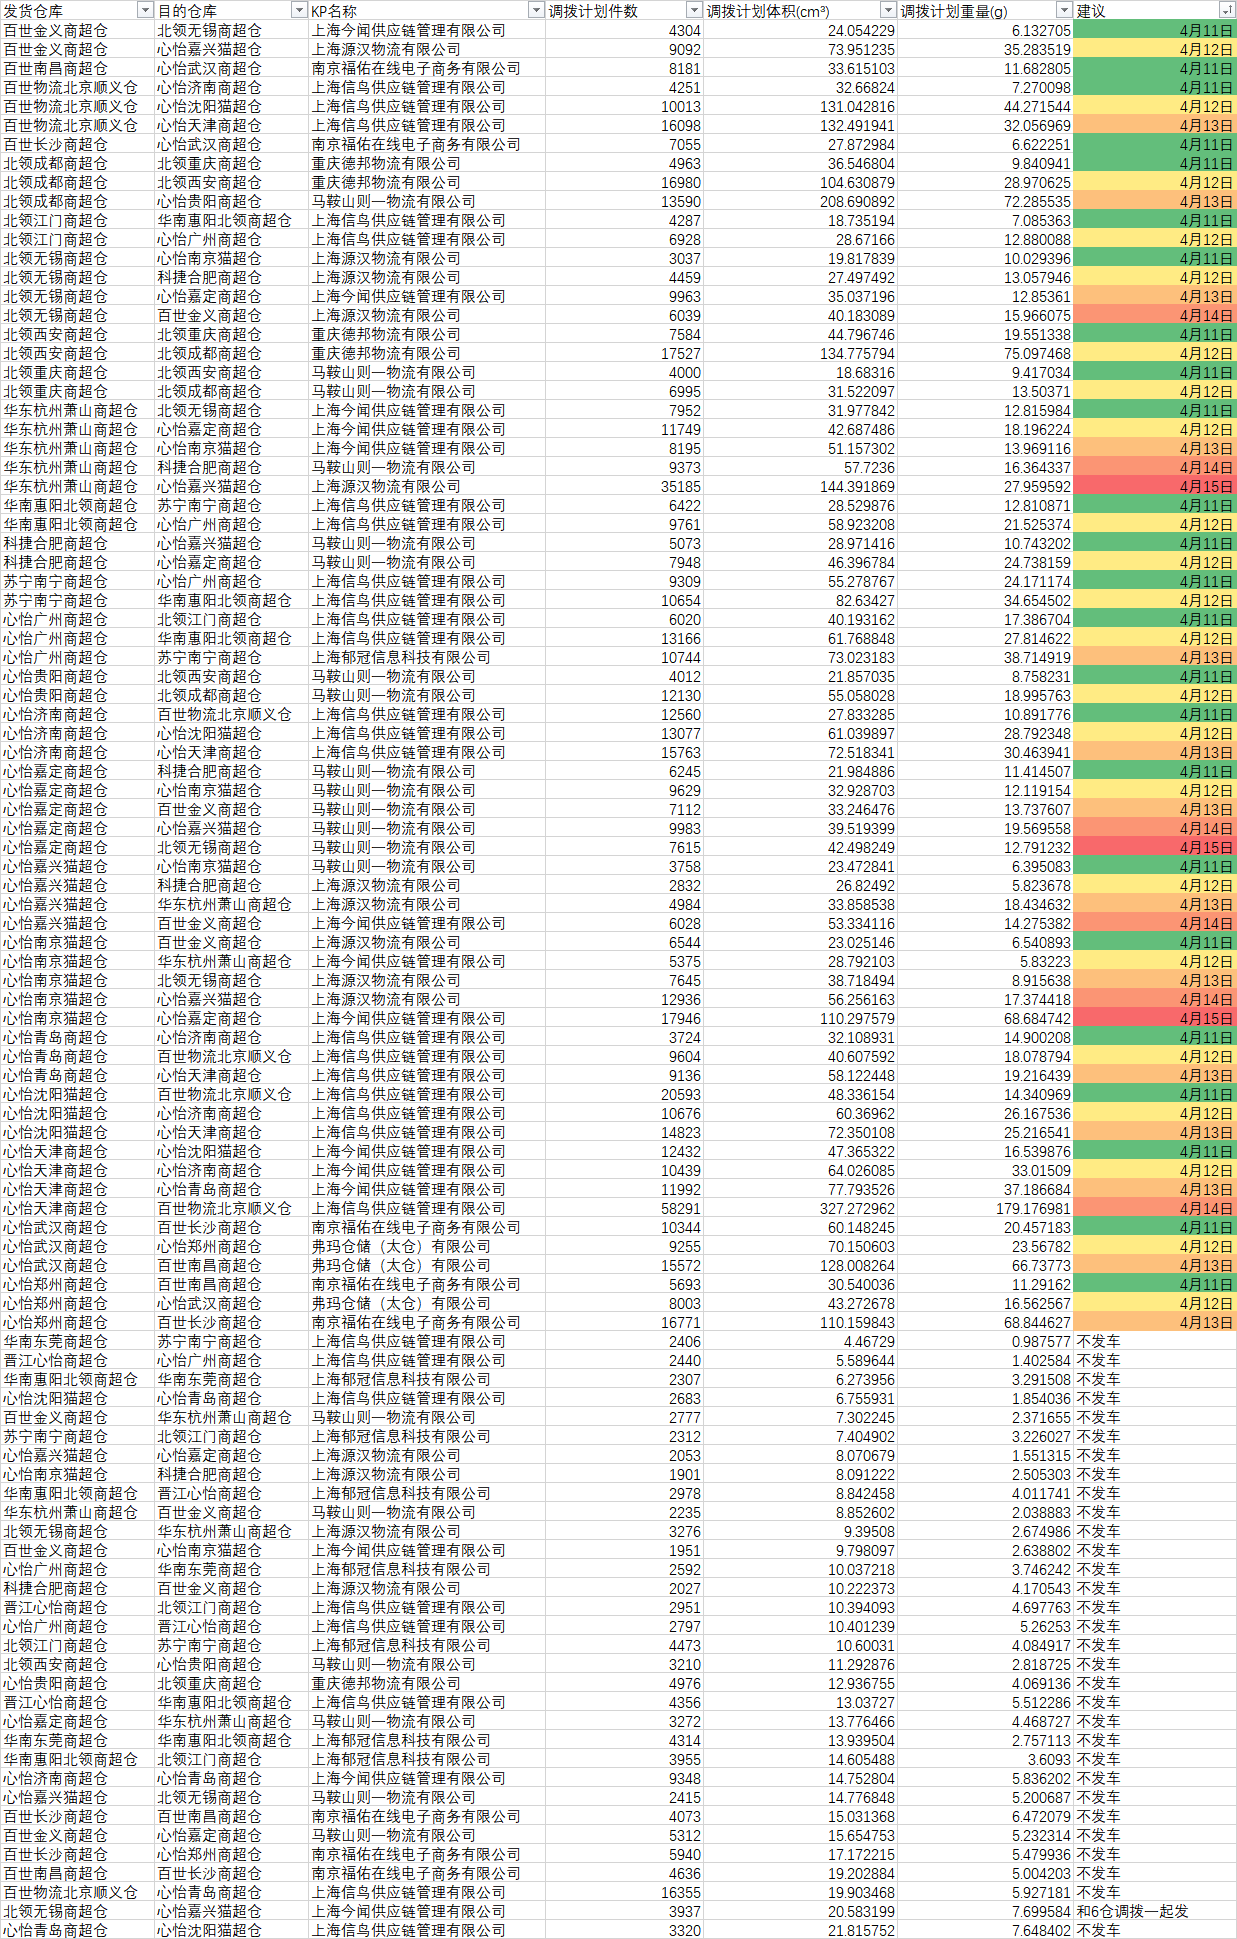 发货仓库 目的仓库 KP名称 调拨计划件数 调拨计划体积(cm³) 调拨计划重量(g) 建议
百世金义商超仓 北领无锡商超仓 上海今闻供应链管理有限公司 4304 24.054229 6.132705 4月11日
百世金义商超仓 心怡嘉兴猫超仓 上海源汉物流有限公司 9092 73.951235 35.283519 4月12日
百世南昌商超仓 心怡武汉商超仓 南京福佑在线电子商务有限公司 8181 33.615103 11.682805 4月11日
百世物流北京顺义仓 心怡济南商超仓 上海信鸟供应链管理有限公司 4251 32.66824 7.270098 4月11日
百世物流北京顺义仓 心怡沈阳猫超仓 上海信鸟供应链管理有限公司 10013 131.042816 44.271544 4月12日
百世物流北京顺义仓 心怡天津商超仓 上海信鸟供应链管理有限公司 16098 132.491941 32.056969 4月13日
百世长沙商超仓 心怡武汉商超仓 南京福佑在线电子商务有限公司 7055 27.872984 6.622251 4月11日
北领成都商超仓 北领重庆商超仓 重庆德邦物流有限公司 4963 36.546804 9.840941 4月11日
北领成都商超仓 北领西安商超仓 重庆德邦物流有限公司 16980 104.630879 28.970625 4月12日
北领成都商超仓 心怡贵阳商超仓 马鞍山则一物流有限公司 13590 208.690892 72.285535 4月13日
北领江门商超仓 华南惠阳北领商超仓 上海信鸟供应链管理有限公司 4287 18.735194 7.085363 4月11日
北领江门商超仓 心怡广州商超仓 上海信鸟供应链管理有限公司 6928 28.67166 12.880088 4月12日
北领无锡商超仓 心怡南京猫超仓 上海源汉物流有限公司 3037 19.817839 10.029396 4月11日
北领无锡商超仓 科捷合肥商超仓 上海源汉物流有限公司 4459 27.497492 13.057946 4月12日
北领无锡商超仓 心怡嘉定商超仓 上海今闻供应链管理有限公司 9963 35.037196 12.85361 4月13日
北领无锡商超仓 百世金义商超仓 上海源汉物流有限公司 6039 40.183089 15.966075 4月14日
北领西安商超仓 北领重庆商超仓 重庆德邦物流有限公司 7584 44.796746 19.551338 4月11日
北领西安商超仓 北领成都商超仓 重庆德邦物流有限公司 17527 134.775794 75.097468 4月12日
北领重庆商超仓 北领西安商超仓 马鞍山则一物流有限公司 4000 18.68316 9.417034 4月11日
北领重庆商超仓 北领成都商超仓 马鞍山则一物流有限公司 6995 31.522097 13.50371 4月12日
华东杭州萧山商超仓 北领无锡商超仓 上海今闻供应链管理有限公司 7952 31.977842 12.815984 4月11日
华东杭州萧山商超仓 心怡嘉定商超仓 上海今闻供应链管理有限公司 11749 42.687486 18.196224 4月12日
华东杭州萧山商超仓 心怡南京猫超仓 上海今闻供应链管理有限公司 8195 51.157302 13.969116 4月13日
华东杭州萧山商超仓 科捷合肥商超仓 马鞍山则一物流有限公司 9373 57.7236 16.364337 4月14日
华东杭州萧山商超仓 心怡嘉兴猫超仓 上海源汉物流有限公司 35185 144.391869 27.959592 4月15日
华南惠阳北领商超仓 苏宁南宁商超仓 上海信鸟供应链管理有限公司 6422 28.529876 12.810871 4月11日
华南惠阳北领商超仓 心怡广州商超仓 上海信鸟供应链管理有限公司 9761 58.923208 21.525374 4月12日
科捷合肥商超仓 心怡嘉兴猫超仓 马鞍山则一物流有限公司 5073 28.971416 10.743202 4月11日
科捷合肥商超仓 心怡嘉定商超仓 马鞍山则一物流有限公司 7948 46.396784 24.738159 4月12日
苏宁南宁商超仓 心怡广州商超仓 上海信鸟供应链管理有限公司 9309 55.278767 24.171174 4月11日
苏宁南宁商超仓 华南惠阳北领商超仓 上海信鸟供应链管理有限公司 10654 82.63427 34.654502 4月12日
心怡广州商超仓 北领江门商超仓 上海信鸟供应链管理有限公司 6020 40.193162 17.386704 4月11日
心怡广州商超仓 华南惠阳北领商超仓 上海信鸟供应链管理有限公司 13166 61.768848 27.814622 4月12日
心怡广州商超仓 苏宁南宁商超仓 上海郁冠信息科技有限公司 10744 73.023183 38.714919 4月13日
心怡贵阳商超仓 北领西安商超仓 马鞍山则一物流有限公司 4012 21.857035 8.758231 4月11日
心怡贵阳商超仓 北领成都商超仓 马鞍山则一物流有限公司 12130 55.058028 18.995763 4月12日
心怡济南商超仓 百世物流北京顺义仓 上海信鸟供应链管理有限公司 12560 27.833285 10.891776 4月11日
心怡济南商超仓 心怡沈阳猫超仓 上海信鸟供应链管理有限公司 13077 61.039897 28.792348 4月12日
心怡济南商超仓 心怡天津商超仓 上海信鸟供应链管理有限公司 15763 72.518341 30.463941 4月13日
心怡嘉定商超仓 科捷合肥商超仓 马鞍山则一物流有限公司 6245 21.984886 11.414507 4月11日
心怡嘉定商超仓 心怡南京猫超仓 马鞍山则一物流有限公司 9629 32.928703 12.119154 4月12日
心怡嘉定商超仓 百世金义商超仓 马鞍山则一物流有限公司 7112 33.246476 13.737607 4月13日
心怡嘉定商超仓 心怡嘉兴猫超仓 马鞍山则一物流有限公司 9983 39.519399 19.569558 4月14日
心怡嘉定商超仓 北领无锡商超仓 马鞍山则一物流有限公司 7615 42.498249 12.791232 4月15日
心怡嘉兴猫超仓 心怡南京猫超仓 马鞍山则一物流有限公司 3758 23.472841 6.395083 4月11日
心怡嘉兴猫超仓 科捷合肥商超仓 上海源汉物流有限公司 2832 26.82492 5.823678 4月12日
心怡嘉兴猫超仓 华东杭州萧山商超仓 上海源汉物流有限公司 4984 33.858538 18.434632 4月13日
心怡嘉兴猫超仓 百世金义商超仓 上海今闻供应链管理有限公司 6028 53.334116 14.275382 4月14日
心怡南京猫超仓 百世金义商超仓 上海源汉物流有限公司 6544 23.025146 6.540893 4月11日
心怡南京猫超仓 华东杭州萧山商超仓 上海今闻供应链管理有限公司 5375 28.792103 5.83223 4月12日
心怡南京猫超仓 北领无锡商超仓 上海源汉物流有限公司 7645 38.718494 8.915638 4月13日
心怡南京猫超仓 心怡嘉兴猫超仓 上海源汉物流有限公司 12936 56.256163 17.374418 4月14日
心怡南京猫超仓 心怡嘉定商超仓 上海今闻供应链管理有限公司 17946 110.297579 68.684742 4月15日
心怡青岛商超仓 心怡济南商超仓 上海信鸟供应链管理有限公司 3724 32.108931 14.900208 4月11日
心怡青岛商超仓 百世物流北京顺义仓 上海信鸟供应链管理有限公司 9604 40.607592 18.078794 4月12日
心怡青岛商超仓 心怡天津商超仓 上海信鸟供应链管理有限公司 9136 58.122448 19.216439 4月13日
心怡沈阳猫超仓 百世物流北京顺义仓 上海信鸟供应链管理有限公司 20593 48.336154 14.340969 4月11日
心怡沈阳猫超仓 心怡济南商超仓 上海信鸟供应链管理有限公司 10676 60.36962 26.167536 4月12日
心怡沈阳猫超仓 心怡天津商超仓 上海信鸟供应链管理有限公司 14823 72.350108 25.216541 4月13日
心怡天津商超仓 心怡沈阳猫超仓 上海今闻供应链管理有限公司 12432 47.365322 16.539876 4月11日
心怡天津商超仓 心怡济南商超仓 上海今闻供应链管理有限公司 10439 64.026085 33.01509 4月12日
心怡天津商超仓 心怡青岛商超仓 上海今闻供应链管理有限公司 11992 77.793526 37.186684 4月13日
心怡天津商超仓 百世物流北京顺义仓 上海信鸟供应链管理有限公司 58291 327.272962 179.176981 4月14日
心怡武汉商超仓 百世长沙商超仓 南京福佑在线电子商务有限公司 10344 60.148245 20.457183 4月11日
心怡武汉商超仓 心怡郑州商超仓 弗玛仓储（太仓）有限公司 9255 70.150603 23.56782 4月12日
心怡武汉商超仓 百世南昌商超仓 弗玛仓储（太仓）有限公司 15572 128.008264 66.73773 4月13日
心怡郑州商超仓 百世南昌商超仓 南京福佑在线电子商务有限公司 5693 30.540036 11.29162 4月11日
心怡郑州商超仓 心怡武汉商超仓 弗玛仓储（太仓）有限公司 8003 43.272678 16.562567 4月12日
心怡郑州商超仓 百世长沙商超仓 南京福佑在线电子商务有限公司 16771 110.159843 68.844627 4月13日
华南东莞商超仓 苏宁南宁商超仓 上海信鸟供应链管理有限公司 2406 4.46729 0.987577 不发车
晋江心怡商超仓 心怡广州商超仓 上海信鸟供应链管理有限公司 2440 5.589644 1.402584 不发车
华南惠阳北领商超仓 华南东莞商超仓 上海郁冠信息科技有限公司 2307 6.273956 3.291508 不发车
心怡沈阳猫超仓 心怡青岛商超仓 上海信鸟供应链管理有限公司 2683 6.755931 1.854036 不发车
百世金义商超仓 华东杭州萧山商超仓 马鞍山则一物流有限公司 2777 7.302245 2.371655 不发车
苏宁南宁商超仓 北领江门商超仓 上海郁冠信息科技有限公司 2312 7.404902 3.226027 不发车
心怡嘉兴猫超仓 心怡嘉定商超仓 上海源汉物流有限公司 2053 8.070679 1.551315 不发车
心怡南京猫超仓 科捷合肥商超仓 上海源汉物流有限公司 1901 8.091222 2.505303 不发车
华南惠阳北领商超仓 晋江心怡商超仓 上海郁冠信息科技有限公司 2978 8.842458 4.011741 不发车
华东杭州萧山商超仓 百世金义商超仓 马鞍山则一物流有限公司 2235 8.852602 2.038883 不发车
北领无锡商超仓 华东杭州萧山商超仓 上海源汉物流有限公司 3276 9.39508 2.674986 不发车
百世金义商超仓 心怡南京猫超仓 上海今闻供应链管理有限公司 1951 9.798097 2.638802 不发车
心怡广州商超仓 华南东莞商超仓 上海郁冠信息科技有限公司 2592 10.037218 3.746242 不发车
科捷合肥商超仓 百世金义商超仓 上海源汉物流有限公司 2027 10.222373 4.170543 不发车
晋江心怡商超仓 北领江门商超仓 上海信鸟供应链管理有限公司 2951 10.394093 4.697763 不发车
心怡广州商超仓 晋江心怡商超仓 上海信鸟供应链管理有限公司 2797 10.401239 5.26253 不发车
北领江门商超仓 苏宁南宁商超仓 上海郁冠信息科技有限公司 4473 10.60031 4.084917 不发车
北领西安商超仓 心怡贵阳商超仓 马鞍山则一物流有限公司 3210 11.292876 2.818725 不发车
心怡贵阳商超仓 北领重庆商超仓 重庆德邦物流有限公司 4976 12.936755 4.069136 不发车
晋江心怡商超仓 华南惠阳北领商超仓 上海信鸟供应链管理有限公司 4356 13.03727 5.512286 不发车
心怡嘉定商超仓 华东杭州萧山商超仓 马鞍山则一物流有限公司 3272 13.776466 4.468727 不发车
华南东莞商超仓 华南惠阳北领商超仓 上海郁冠信息科技有限公司 4314 13.939504 2.757113 不发车
华南惠阳北领商超仓 北领江门商超仓 上海郁冠信息科技有限公司 3955 14.605488 3.6093 不发车
心怡济南商超仓 心怡青岛商超仓 上海今闻供应链管理有限公司 9348 14.752804 5.836202 不发车
心怡嘉兴猫超仓 北领无锡商超仓 马鞍山则一物流有限公司 2415 14.776848 5.200687 不发车
百世长沙商超仓 百世南昌商超仓 南京福佑在线电子商务有限公司 4073 15.031368 6.472079 不发车
百世金义商超仓 心怡嘉定商超仓 马鞍山则一物流有限公司 5312 15.654753 5.232314 不发车
百世长沙商超仓 心怡郑州商超仓 南京福佑在线电子商务有限公司 5940 17.172215 5.479936 不发车
百世南昌商超仓 百世长沙商超仓 南京福佑在线电子商务有限公司 4636 19.202884 5.004203 不发车
百世物流北京顺义仓 心怡青岛商超仓 上海信鸟供应链管理有限公司 16355 19.903468 5.927181 不发车
北领无锡商超仓 心怡嘉兴猫超仓 上海今闻供应链管理有限公司 3937 20.583199 7.699584 和6仓调拨一起发
心怡青岛商超仓 心怡沈阳猫超仓 上海信鸟供应链管理有限公司 3320 21.815752 7.648402 不发车